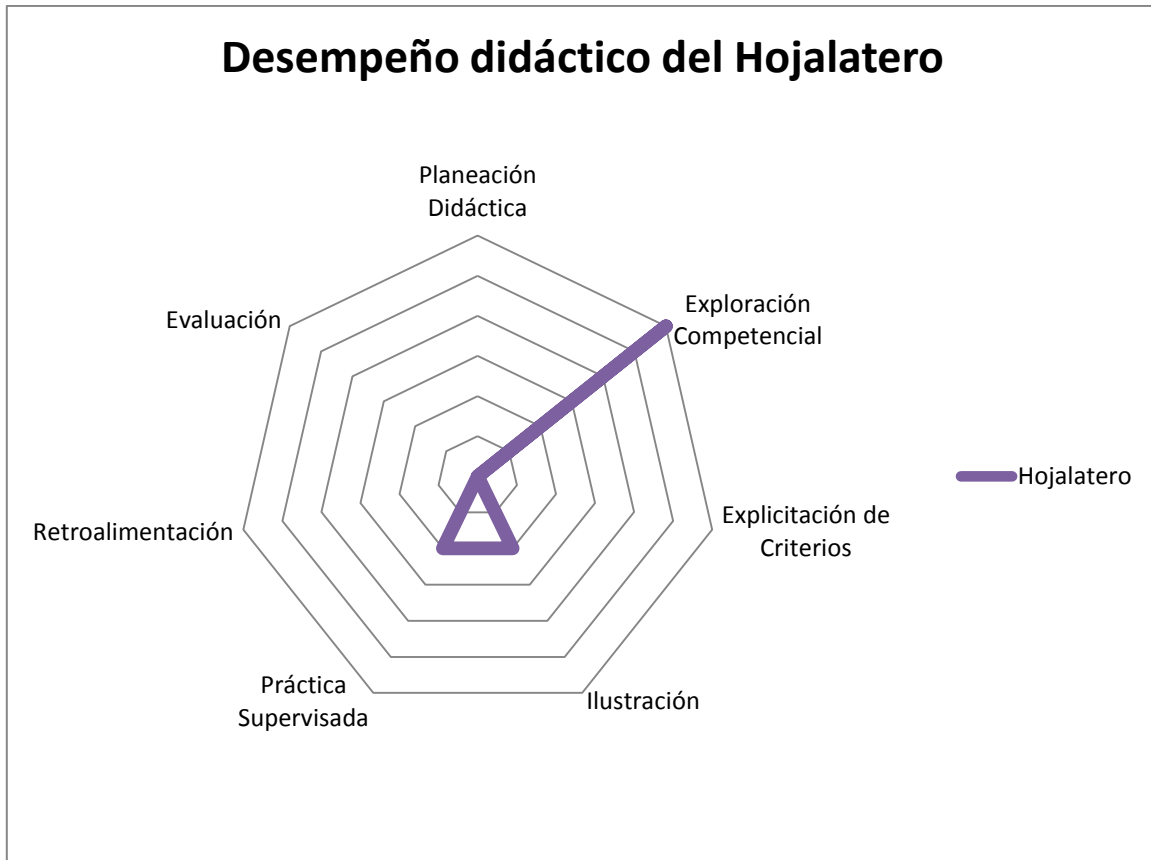 Desempeño didáctico del Hojalatero
Planeación
Didáctica
Exploración
Competencial
Explicitación de
Criterios
Ilustración
Práctica
Supervisada
Retroalimentación
Evaluación
Hojalatero